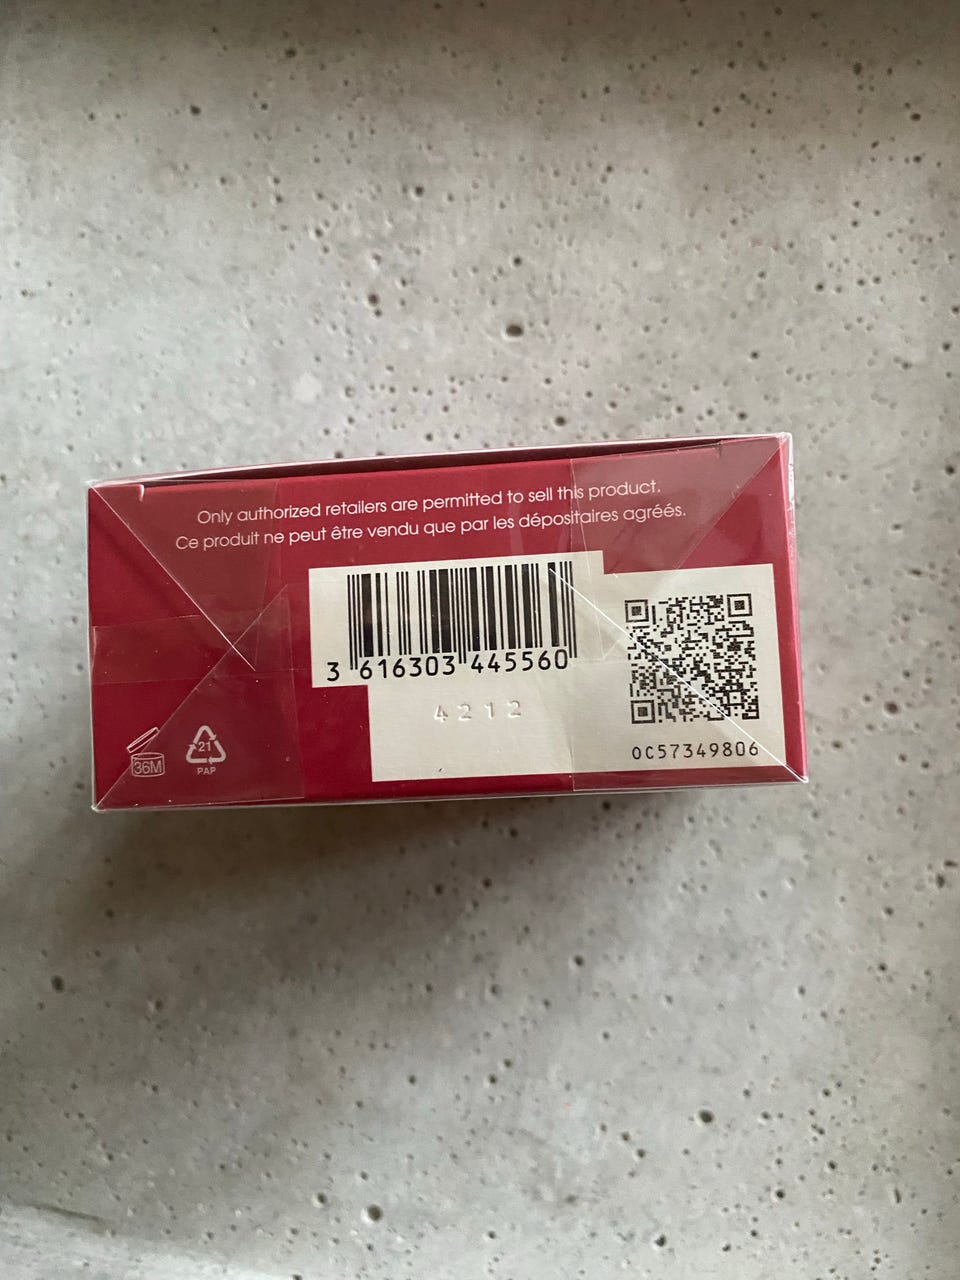 Only authorized retailers are permitted to sell this product.
Ce produit ne peut être vendu que par les dépositaires agréés.
3 616303 445560
4212
0C57349806
36M
21
PAP